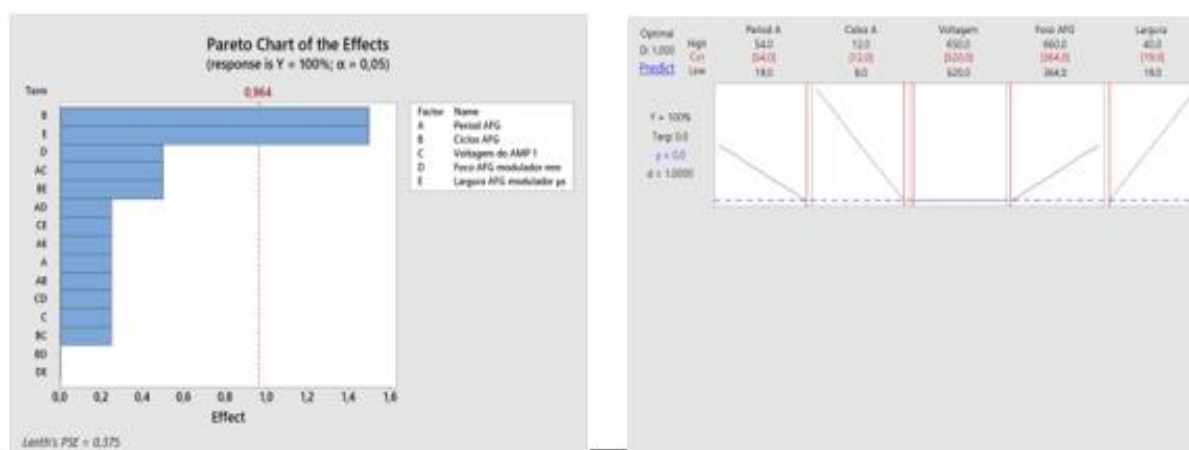 Pareto Chart of the Effects
(response is Y = 100%; α = 0,05)
Term
0,964
B
E
D
AC
BE
AD
CE
AE
A
AB
CD
C
BC
BD
DE
0,0 0,2 0,4 0,6 0,8 1,0 1,2 1,4 1,6
Effect
Lenth's PSE = 0,375
Factor Name
A Period AFG
B Ciclos AFG
C Voltagem do AMP 1
D Foco AFG modulador mm
E Largura AFG modulador µs
Optimal
D: 1,000
Predict
High
Cur
Low
Period A
54,0
[54,0]
18,0
Ciclos A
12,0
[12,0]
Voltagem
650,0
[520,0]
520,0
Foco AFG
660,0
[364,0]
364,0
Largura
40,0
[19,0]
19,0
Y = 100%
Targ: 0,0
y = 0,0
d = 1,0000